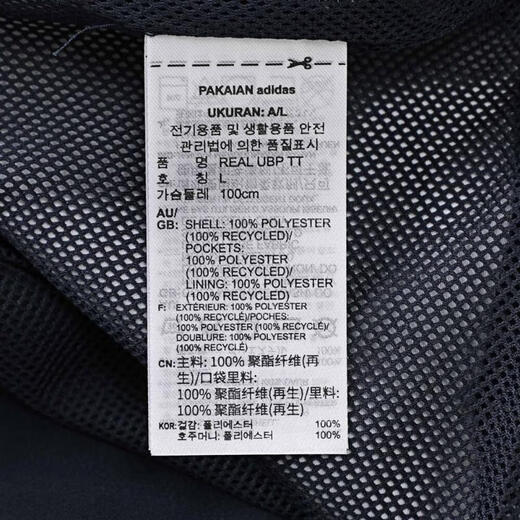 PAKAIAN adidas
UKURAN: A/L
전기용품 및 생활용품 안전
관리법에 의한 품질표시
품 명 REAL UBP TT
호 칭 L
가슴둘레 100cm
AU/
GB: SHELL: 100% POLYESTER
(100% RECYCLED)/
POCKETS:
100% POLYESTER
(100% RECYCLED)/
LINING: 100% POLYESTER
(100% RECYCLED)
F: EXTÉRIEUR: 100% POLYESTER
(100% RECYCLÉ)/POCHES:
100% POLYESTER (100% RECYCLÉ)/
DOUBLURE: 100% POLYESTER
(100% RECYCLÉ)
CN: 主料: 100% 聚酯纤维(再
生)/口袋里料:
100% 聚酯纤维(再生)/里料:
100% 聚酯纤维(再生)
KOR: 겉감: 폴리에스터 100%
호주머니: 폴리에스터 100%